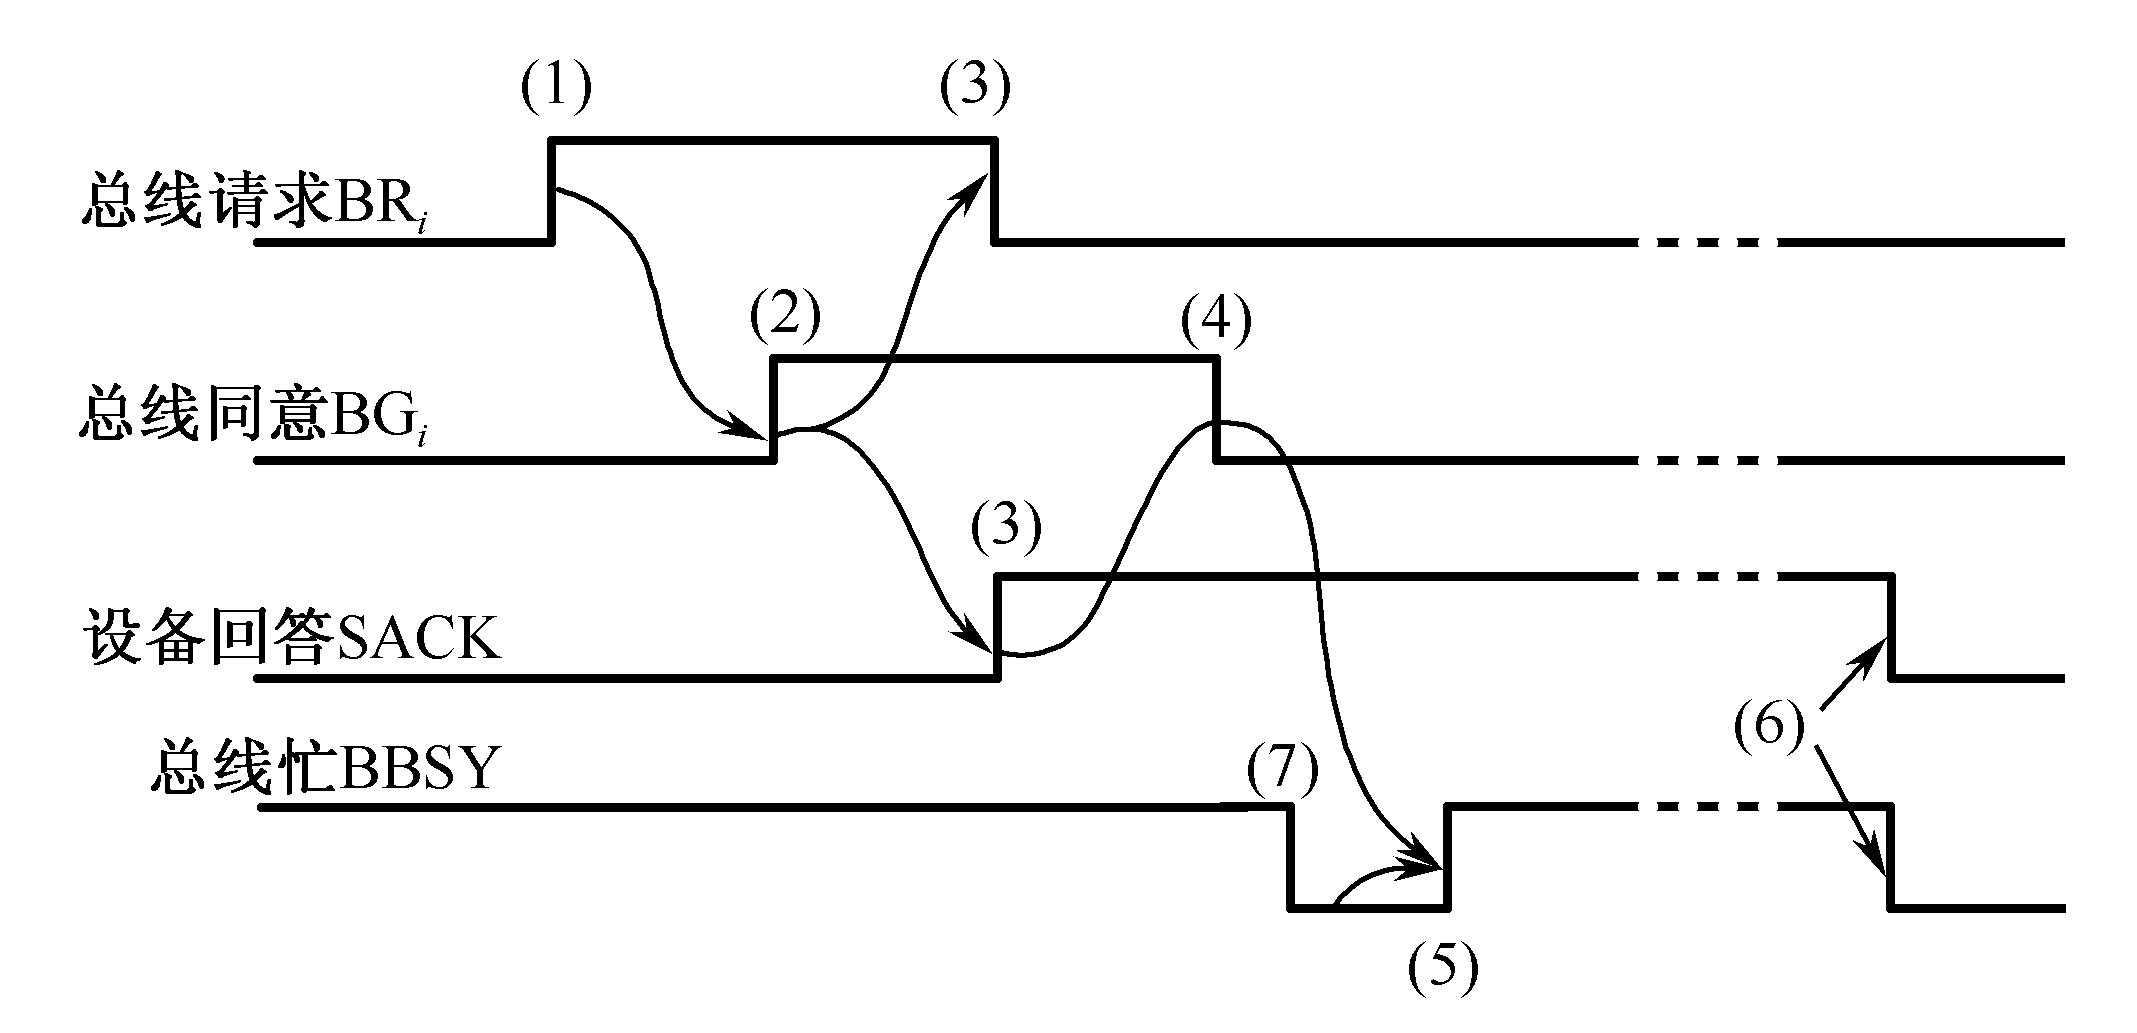 (1) (3)
总线请求BRi
(2) (4)
总线同意BGi
(3)
设备回答SACK
(6)
总线忙BBSY (7)
(5)